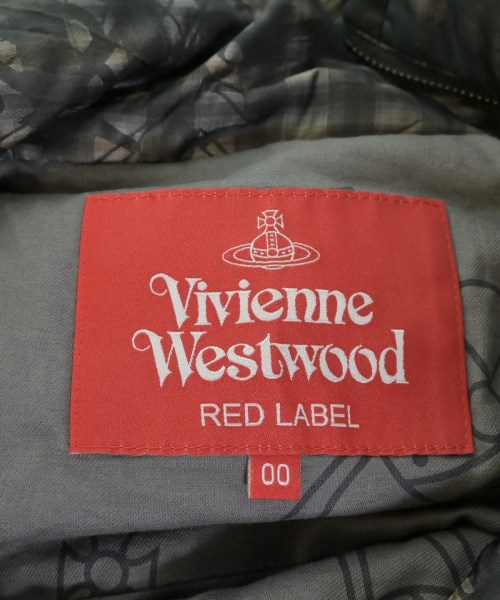 Vivienne
Westwood
RED LABEL
00